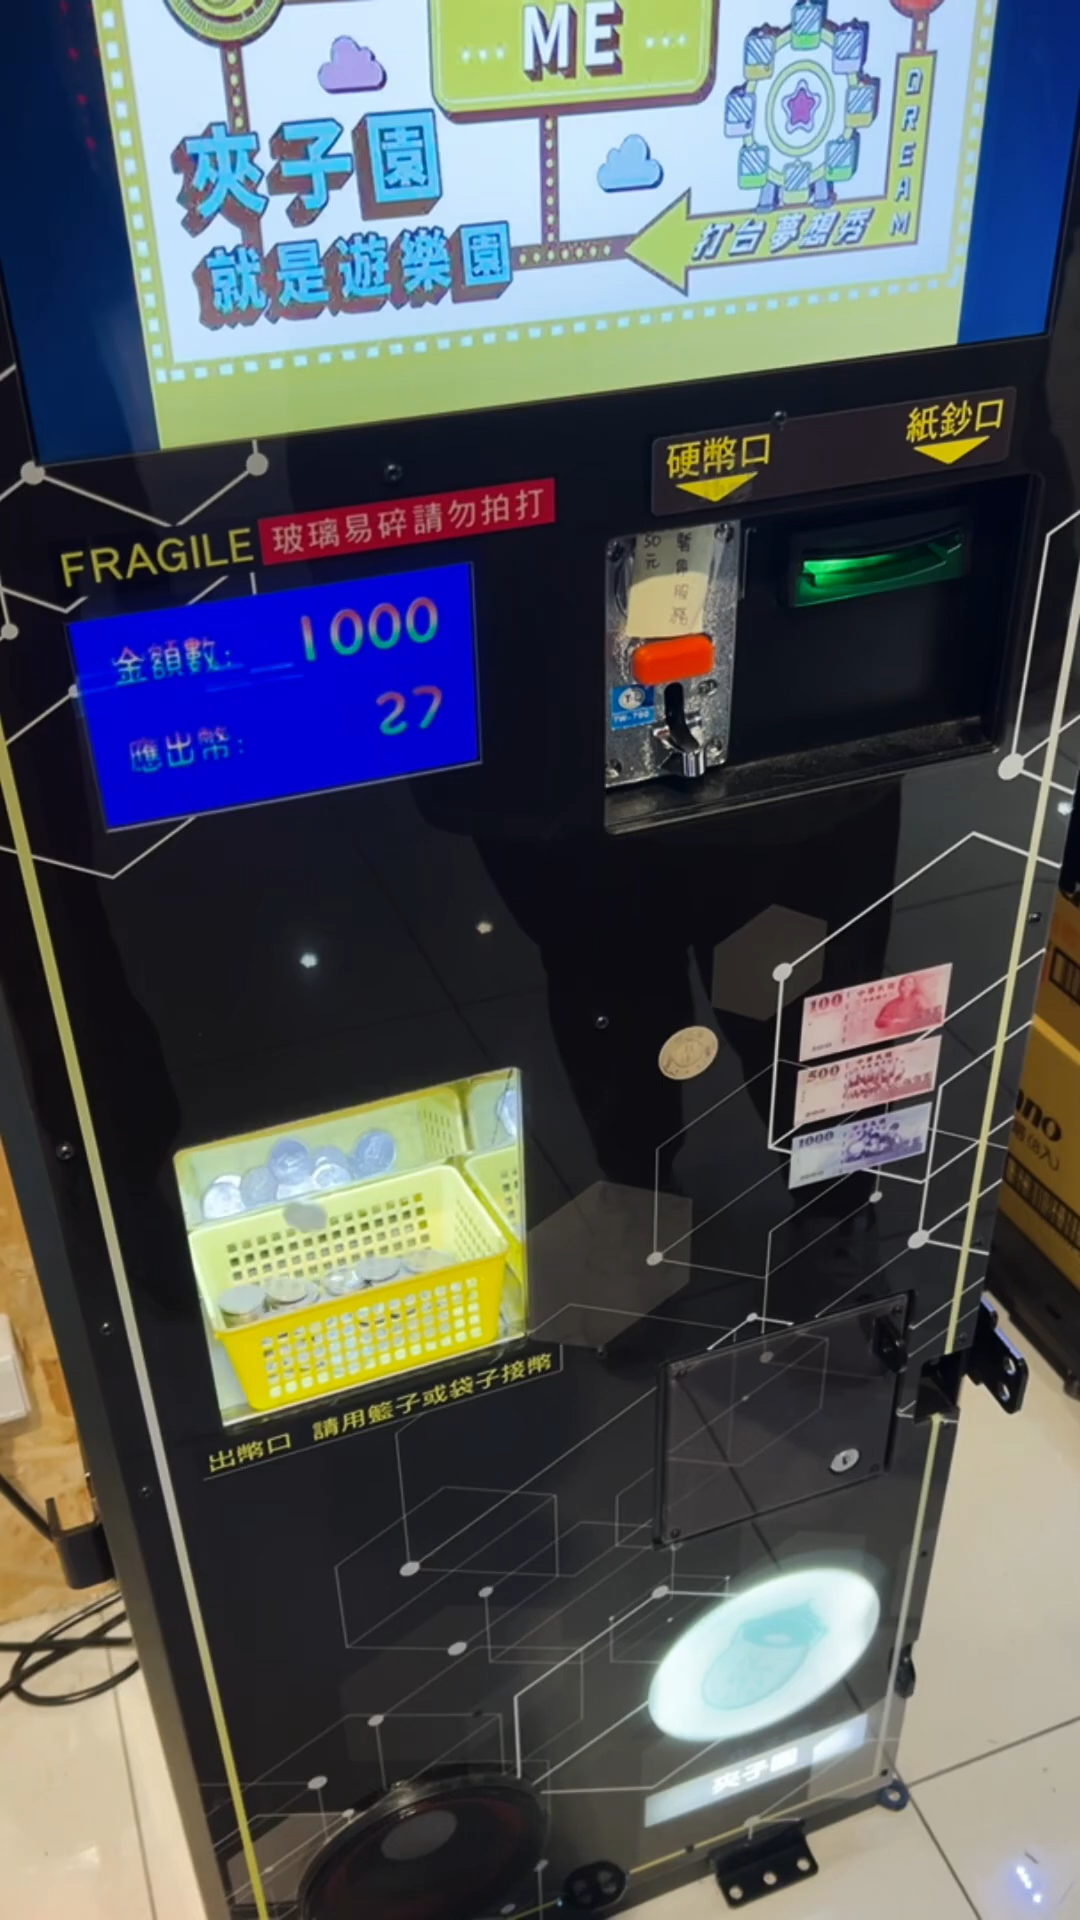 ME
夾子園
就是遊樂園
DREAM
打台夢想秀
硬幣口
紙鈔口
FRAGILE
玻璃易碎請勿拍打
金額數: 1000
應出幣: 27
50元
暫停服務
TW-700
100
500
1000
出幣口 請用籃子或袋子接幣
夾子園